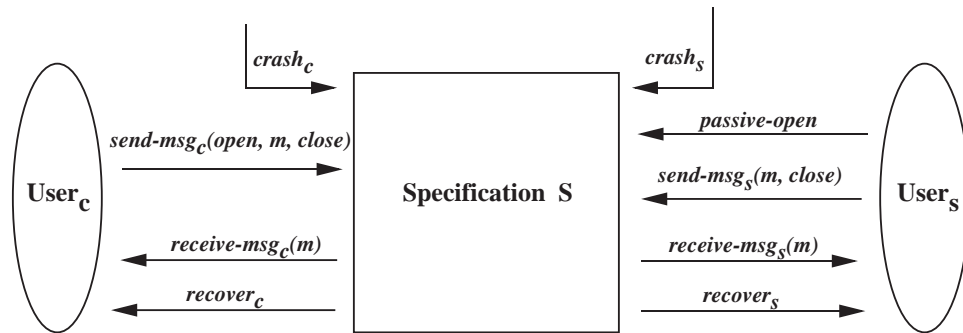 crash_c
crash_s
send-msg_c(open, m, close)
passive-open
User_c
Specification S
send-msg_s(m, close)
User_s
receive-msg_c(m)
receive-msg_s(m)
recover_c
recover_s